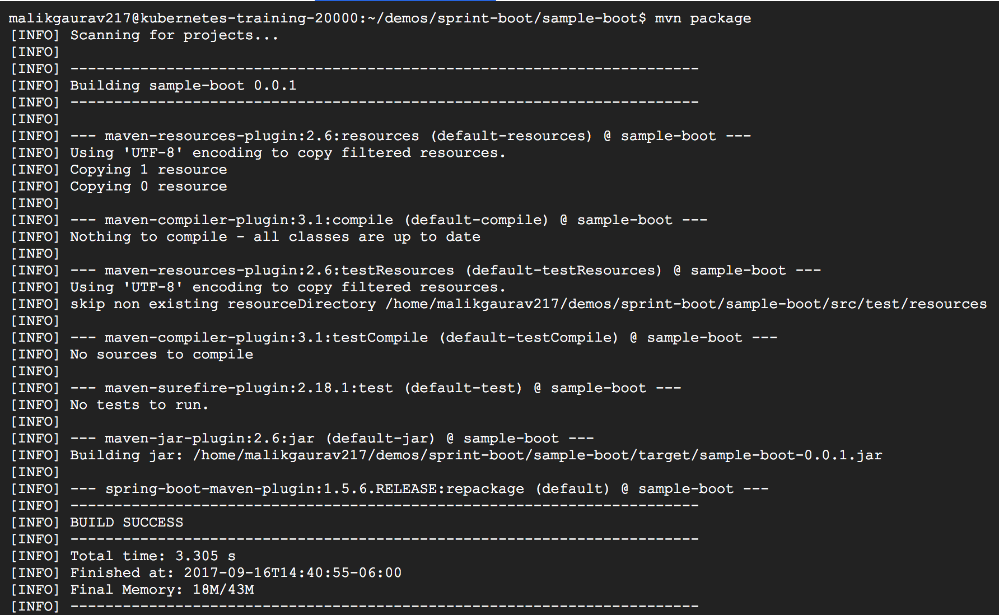 malikgaurav217@kubernetes-training-20000:~/demos/sprint-boot/sample-boot$ mvn package
[INFO] Scanning for projects...
[INFO]
[INFO] ------------------------------------------------------------------------
[INFO] Building sample-boot 0.0.1
[INFO] ------------------------------------------------------------------------
[INFO]
[INFO] --- maven-resources-plugin:2.6:resources (default-resources) @ sample-boot ---
[INFO] Using 'UTF-8' encoding to copy filtered resources.
[INFO] Copying 1 resource
[INFO] Copying 0 resource
[INFO]
[INFO] --- maven-compiler-plugin:3.1:compile (default-compile) @ sample-boot ---
[INFO] Nothing to compile - all classes are up to date
[INFO]
[INFO] --- maven-resources-plugin:2.6:testResources (default-testResources) @ sample-boot ---
[INFO] Using 'UTF-8' encoding to copy filtered resources.
[INFO] skip non existing resourceDirectory /home/malikgaurav217/demos/sprint-boot/sample-boot/src/test/resources
[INFO]
[INFO] --- maven-compiler-plugin:3.1:testCompile (default-testCompile) @ sample-boot ---
[INFO] No sources to compile
[INFO]
[INFO] --- maven-surefire-plugin:2.18.1:test (default-test) @ sample-boot ---
[INFO] No tests to run.
[INFO]
[INFO] --- maven-jar-plugin:2.6:jar (default-jar) @ sample-boot ---
[INFO] Building jar: /home/malikgaurav217/demos/sprint-boot/sample-boot/target/sample-boot-0.0.1.jar
[INFO]
[INFO] --- spring-boot-maven-plugin:1.5.6.RELEASE:repackage (default) @ sample-boot ---
[INFO] ------------------------------------------------------------------------
[INFO] BUILD SUCCESS
[INFO] ------------------------------------------------------------------------
[INFO] Total time: 3.305 s
[INFO] Finished at: 2017-09-16T14:40:55-06:00
[INFO] Final Memory: 18M/43M
[INFO] ------------------------------------------------------------------------